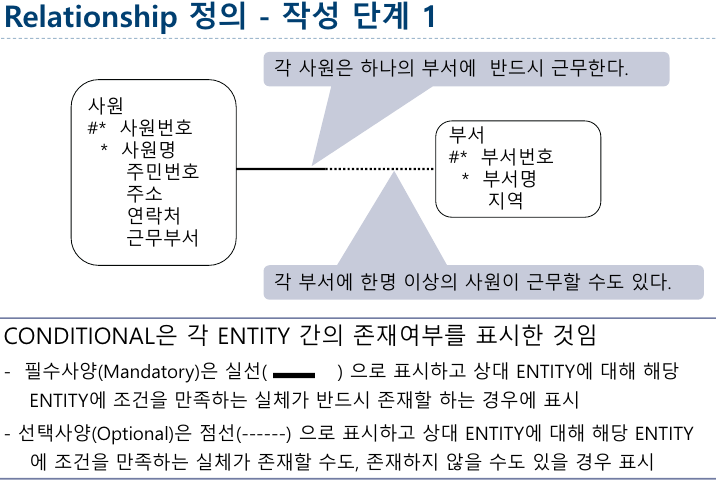 Relationship 정의 - 작성 단계 1
각 사원은 하나의 부서에 반드시 근무한다.
사원
#* 사원번호
* 사원명
주민번호
주소
연락처
근무부서
부서
#* 부서번호
* 부서명
지역
각 부서에 한명 이상의 사원이 근무할 수도 있다.
CONDITIONAL은 각 ENTITY 간의 존재여부를 표시한 것임
- 필수사양(Mandatory)은 실선( ) 으로 표시하고 상대 ENTITY에 대해 해당
ENTITY에 조건을 만족하는 실체가 반드시 존재할 하는 경우에 표시
- 선택사양(Optional)은 점선(------) 으로 표시하고 상대 ENTITY에 대해 해당 ENTITY
에 조건을 만족하는 실체가 존재할 수도, 존재하지 않을 수도 있을 경우 표시